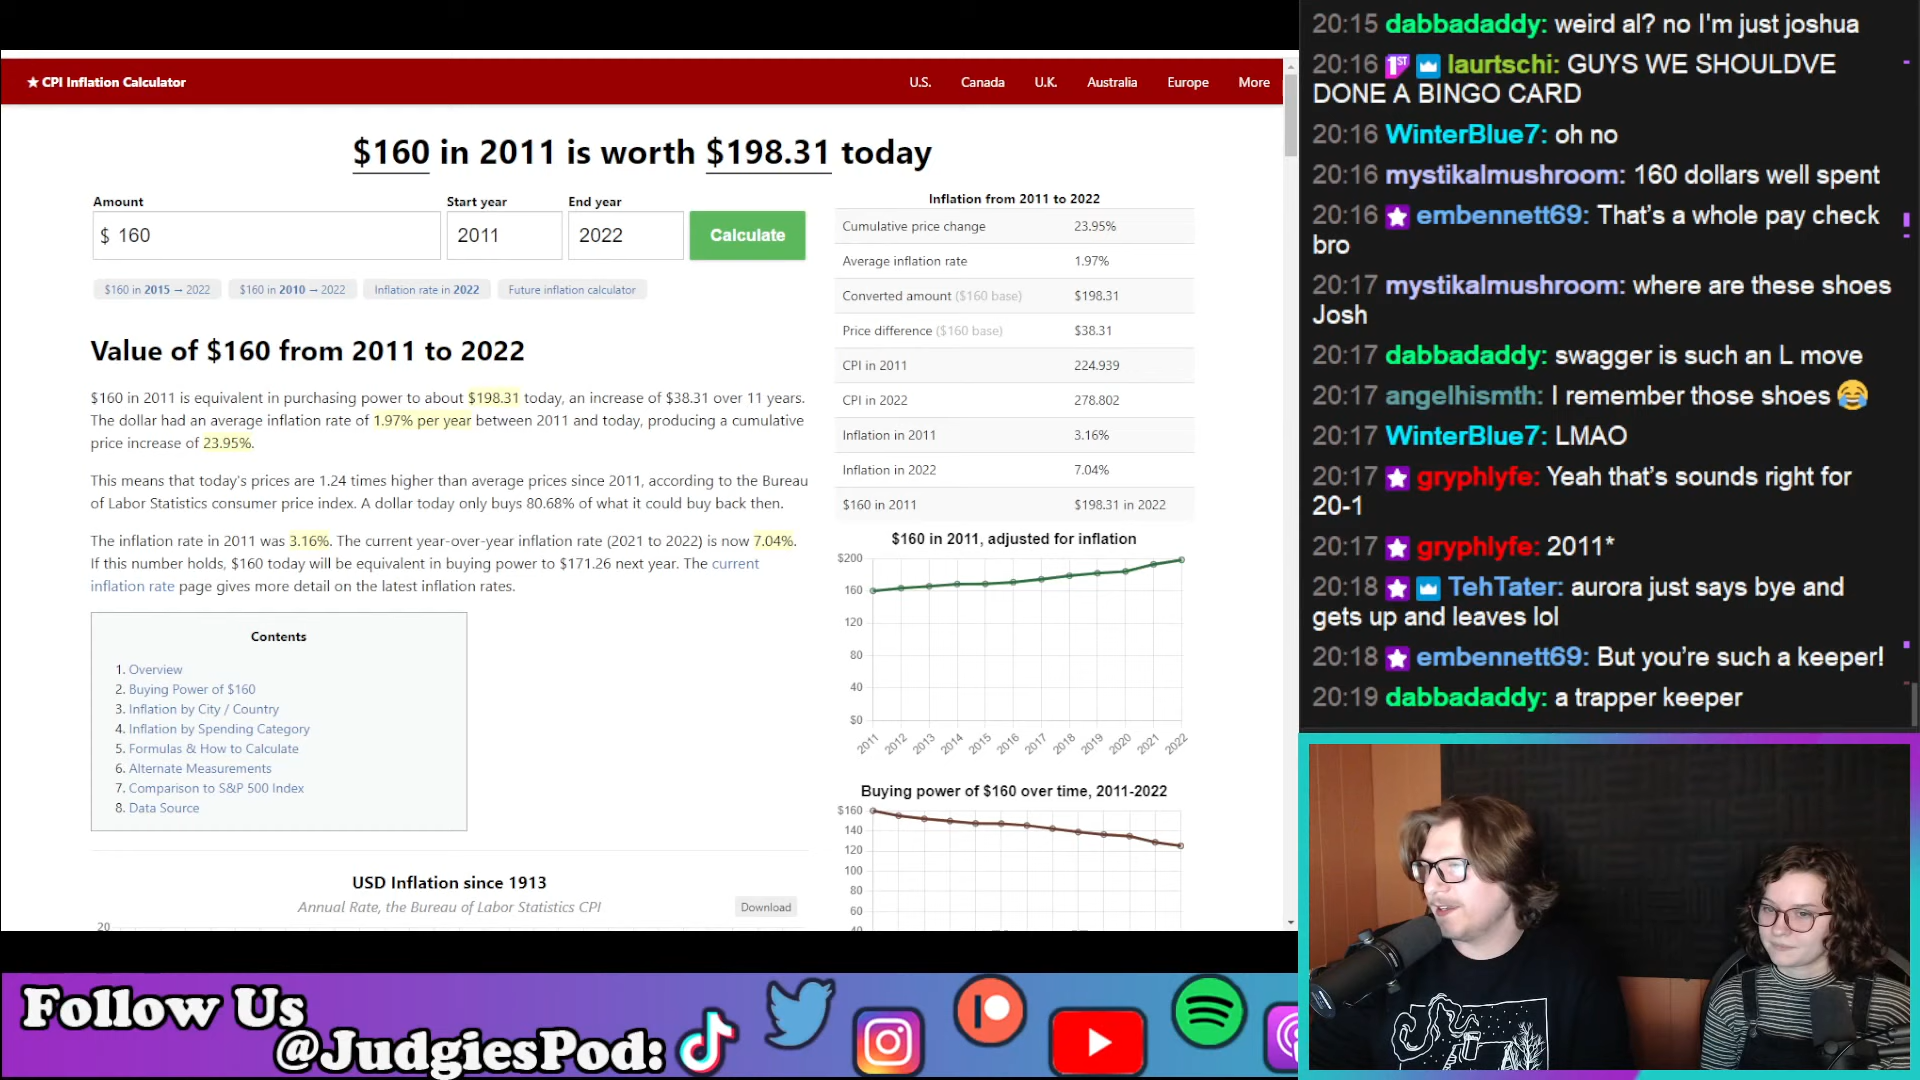 ★ CPI Inflation Calculator
U.S. Canada U.K. Australia Europe More
$160 in 2011 is worth $198.31 today
Amount Start year End year
$ 160 2011 2022 Calculate
$160 in 2015 → 2022 $160 in 2010 → 2022 Inflation rate in 2022 Future inflation calculator
Value of $160 from 2011 to 2022
$160 in 2011 is equivalent in purchasing power to about $198.31 today, an increase of $38.31 over 11 years.
The dollar had an average inflation rate of 1.97% per year between 2011 and today, producing a cumulative
price increase of 23.95%.
This means that today's prices are 1.24 times higher than average prices since 2011, according to the Bureau
of Labor Statistics consumer price index. A dollar today only buys 80.68% of what it could buy back then.
The inflation rate in 2011 was 3.16%. The current year-over-year inflation rate (2021 to 2022) is now 7.04%.
If this number holds, $160 today will be equivalent in buying power to $171.26 next year. The current
inflation rate page gives more detail on the latest inflation rates.
Contents
1. Overview
2. Buying Power of $160
3. Inflation by City / Country
4. Inflation by Spending Category
5. Formulas & How to Calculate
6. Alternate Measurements
7. Comparison to S&P 500 Index
8. Data Source
USD Inflation since 1913
Annual Rate, the Bureau of Labor Statistics CPI
Download
20
Inflation from 2011 to 2022
Cumulative price change 23.95%
Average inflation rate 1.97%
Converted amount ($160 base) $198.31
Price difference ($160 base) $38.31
CPI in 2011 224.939
CPI in 2022 278.802
Inflation in 2011 3.16%
Inflation in 2022 7.04%
$160 in 2011 $198.31 in 2022
$160 in 2011, adjusted for inflation
$200
160
120
80
40
$0
2011 2012 2013 2014 2015 2016 2017 2018 2019 2020 2021 2022
Buying power of $160 over time, 2011-2022
$160
140
120
100
80
60
40
20:15 dabbadaddy: weird al? no I'm just joshua
20:16 1ST laurtschi: GUYS WE SHOULDVE
DONE A BINGO CARD
20:16 WinterBlue7: oh no
20:16 mystikalmushroom: 160 dollars well spent
20:16 embennett69: That's a whole pay check
bro
20:17 mystikalmushroom: where are these shoes
Josh
20:17 dabbadaddy: swagger is such an L move
20:17 angelhismth: I remember those shoes 😂
20:17 WinterBlue7: LMAO
20:17 gryphlyfe: Yeah that's sounds right for
20-1
20:17 gryphlyfe: 2011*
20:18 TehTater: aurora just says bye and
gets up and leaves lol
20:18 embennett69: But you're such a keeper!
20:19 dabbadaddy: a trapper keeper
Follow Us
@JudgiesPod: